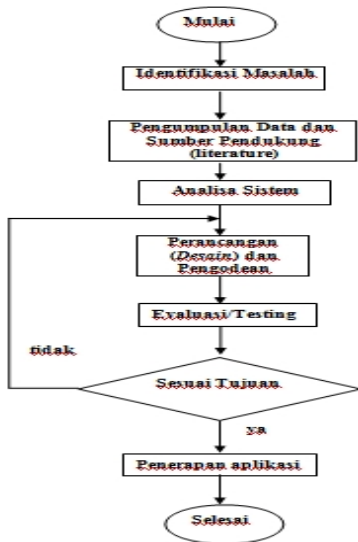 Mulai
Identifikasi Masalah
Pengumpulan Data dan
Sumber Pendukung
(literature)
Analisa Sistem
Perancangan
(Desain) dan
Pengodean
Evaluasi/Testing
tidak
Sesuai Tujuan
ya
Penerapan aplikasi
Selesai